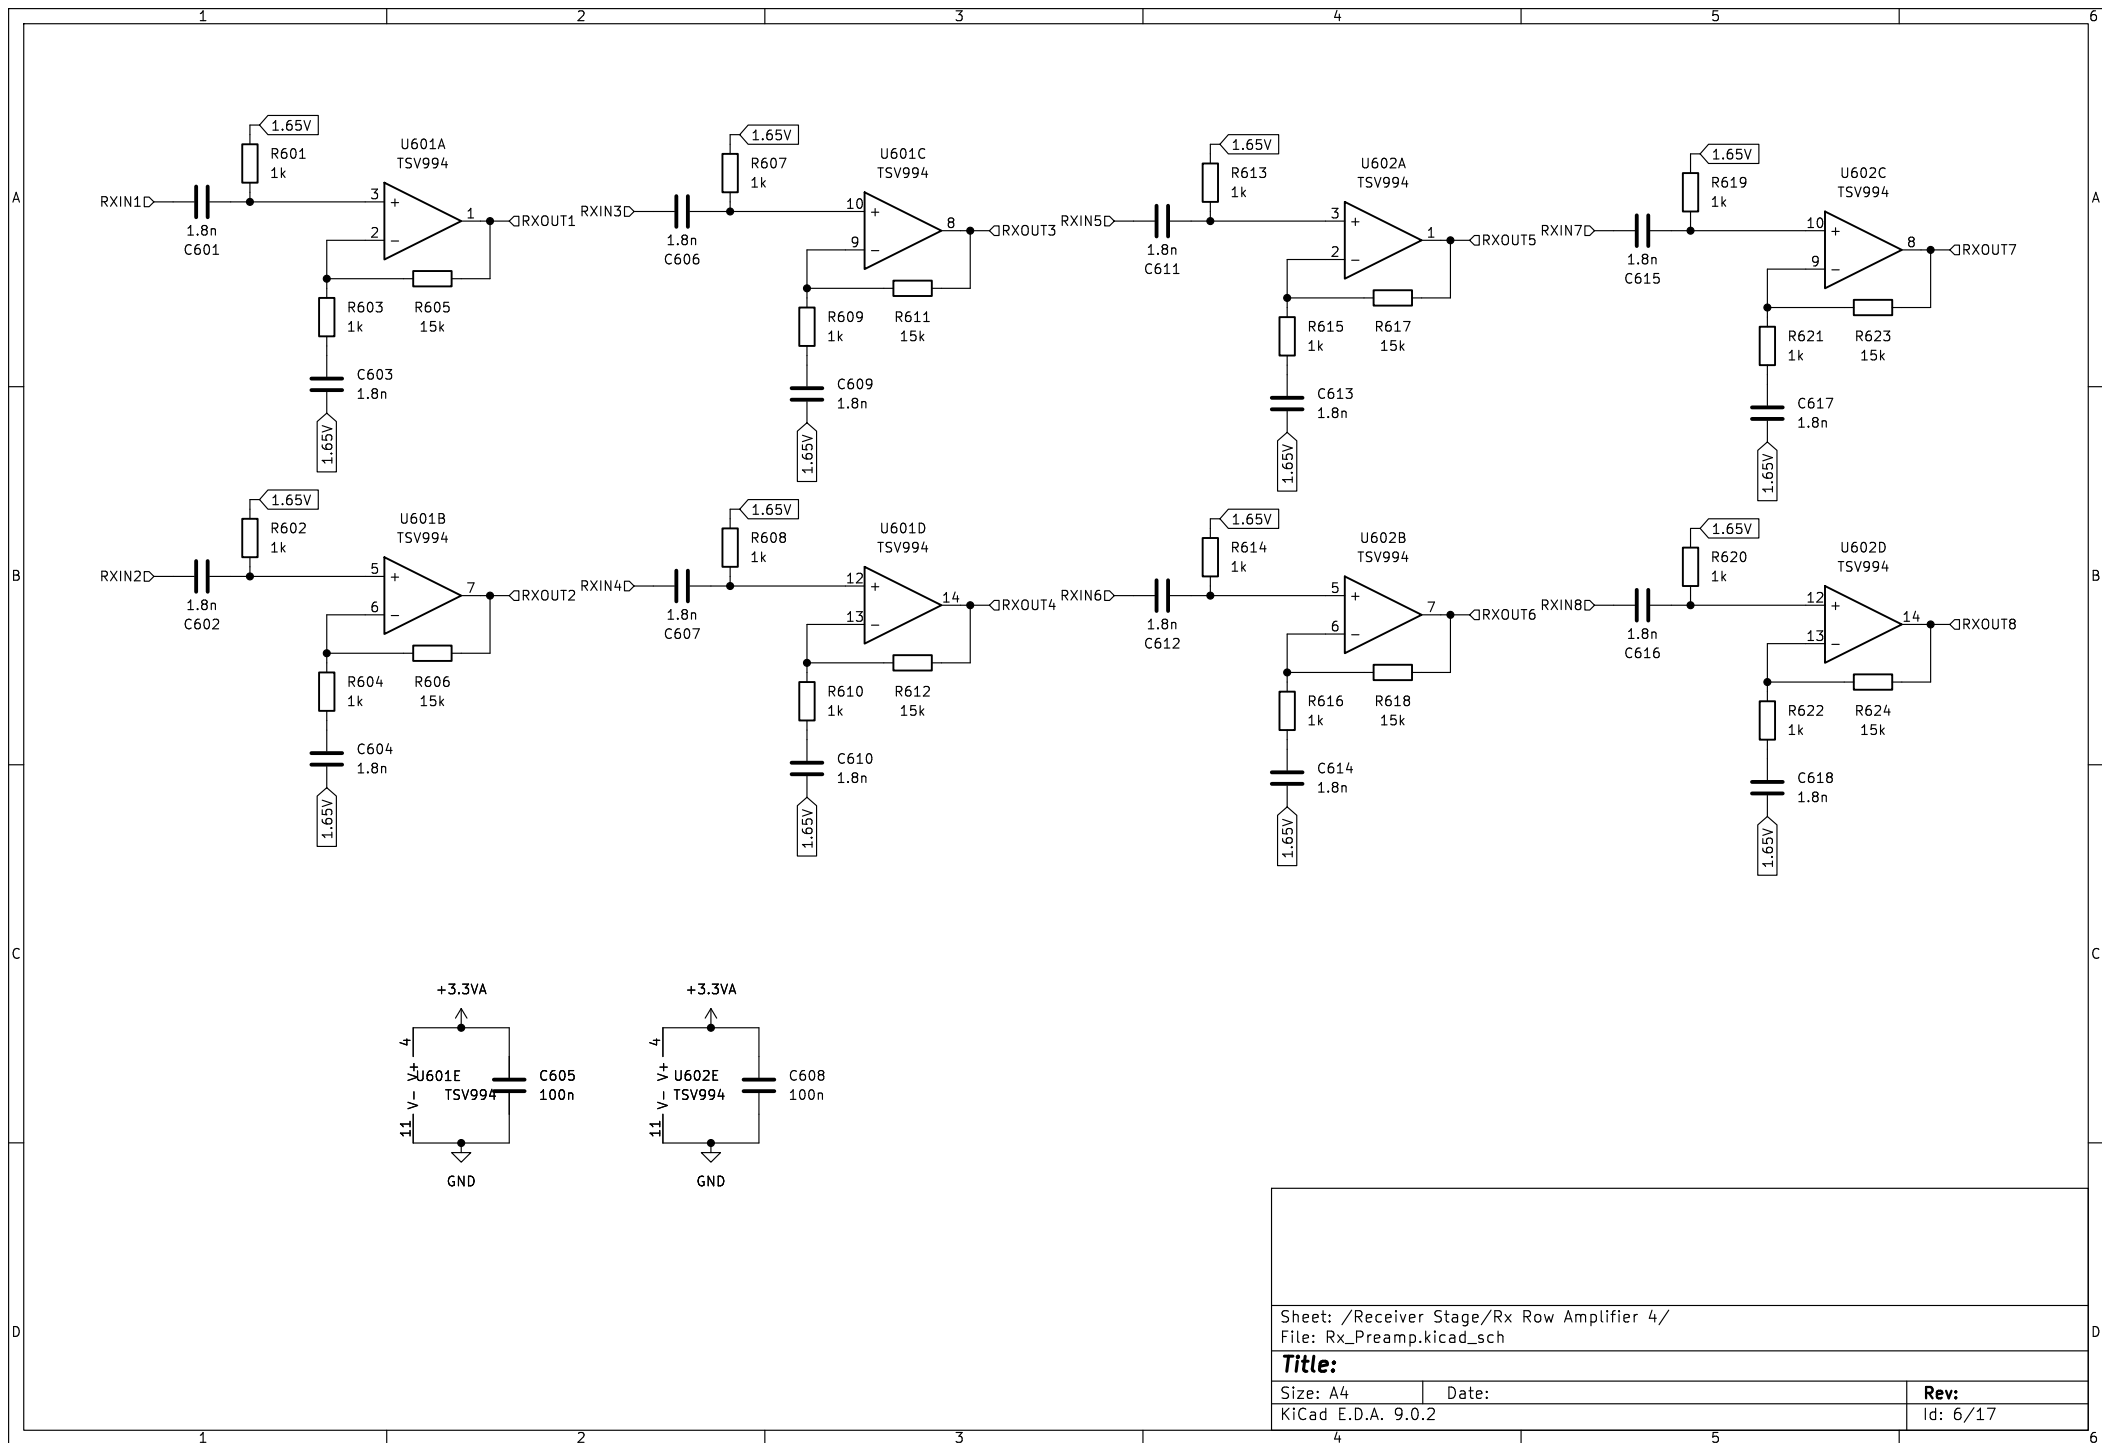 1 2 3 4 5 6
A A
B B
C C
D D
1.65V
R601
1k
U601A
TSV994
RXIN1
1.8n
C601
3
+
2
-
1
RXOUT1
R603
1k
R605
15k
C603
1.8n
1.65V
1.65V
R607
1k
U601C
TSV994
RXIN3
1.8n
C606
10
+
9
-
8
RXOUT3
R609
1k
R611
15k
C609
1.8n
1.65V
1.65V
R613
1k
U602A
TSV994
RXIN5
1.8n
C611
3
+
2
-
1
RXOUT5
R615
1k
R617
15k
C613
1.8n
1.65V
1.65V
R619
1k
U602C
TSV994
RXIN7
1.8n
C615
10
+
9
-
8
RXOUT7
R621
1k
R623
15k
C617
1.8n
1.65V
1.65V
R602
1k
U601B
TSV994
RXIN2
1.8n
C602
5
+
6
-
7
RXOUT2
R604
1k
R606
15k
C604
1.8n
1.65V
1.65V
R608
1k
U601D
TSV994
RXIN4
1.8n
C607
12
+
13
-
14
RXOUT4
R610
1k
R612
15k
C610
1.8n
1.65V
1.65V
R614
1k
U602B
TSV994
RXIN6
1.8n
C612
5
+
6
-
7
RXOUT6
R616
1k
R618
15k
C614
1.8n
1.65V
1.65V
R620
1k
U602D
TSV994
RXIN8
1.8n
C616
12
+
13
-
14
RXOUT8
R622
1k
R624
15k
C618
1.8n
1.65V
+3.3VA
4
V+
U601E
TSV994
V-
11
C605
100n
GND
+3.3VA
4
V+
U602E
TSV994
V-
11
C608
100n
GND
Sheet: /Receiver Stage/Rx Row Amplifier 4/
File: Rx_Preamp.kicad_sch
Title:
Size: A4 Date: Rev:
KiCad E.D.A. 9.0.2 Id: 6/17
1 2 3 4 5 6